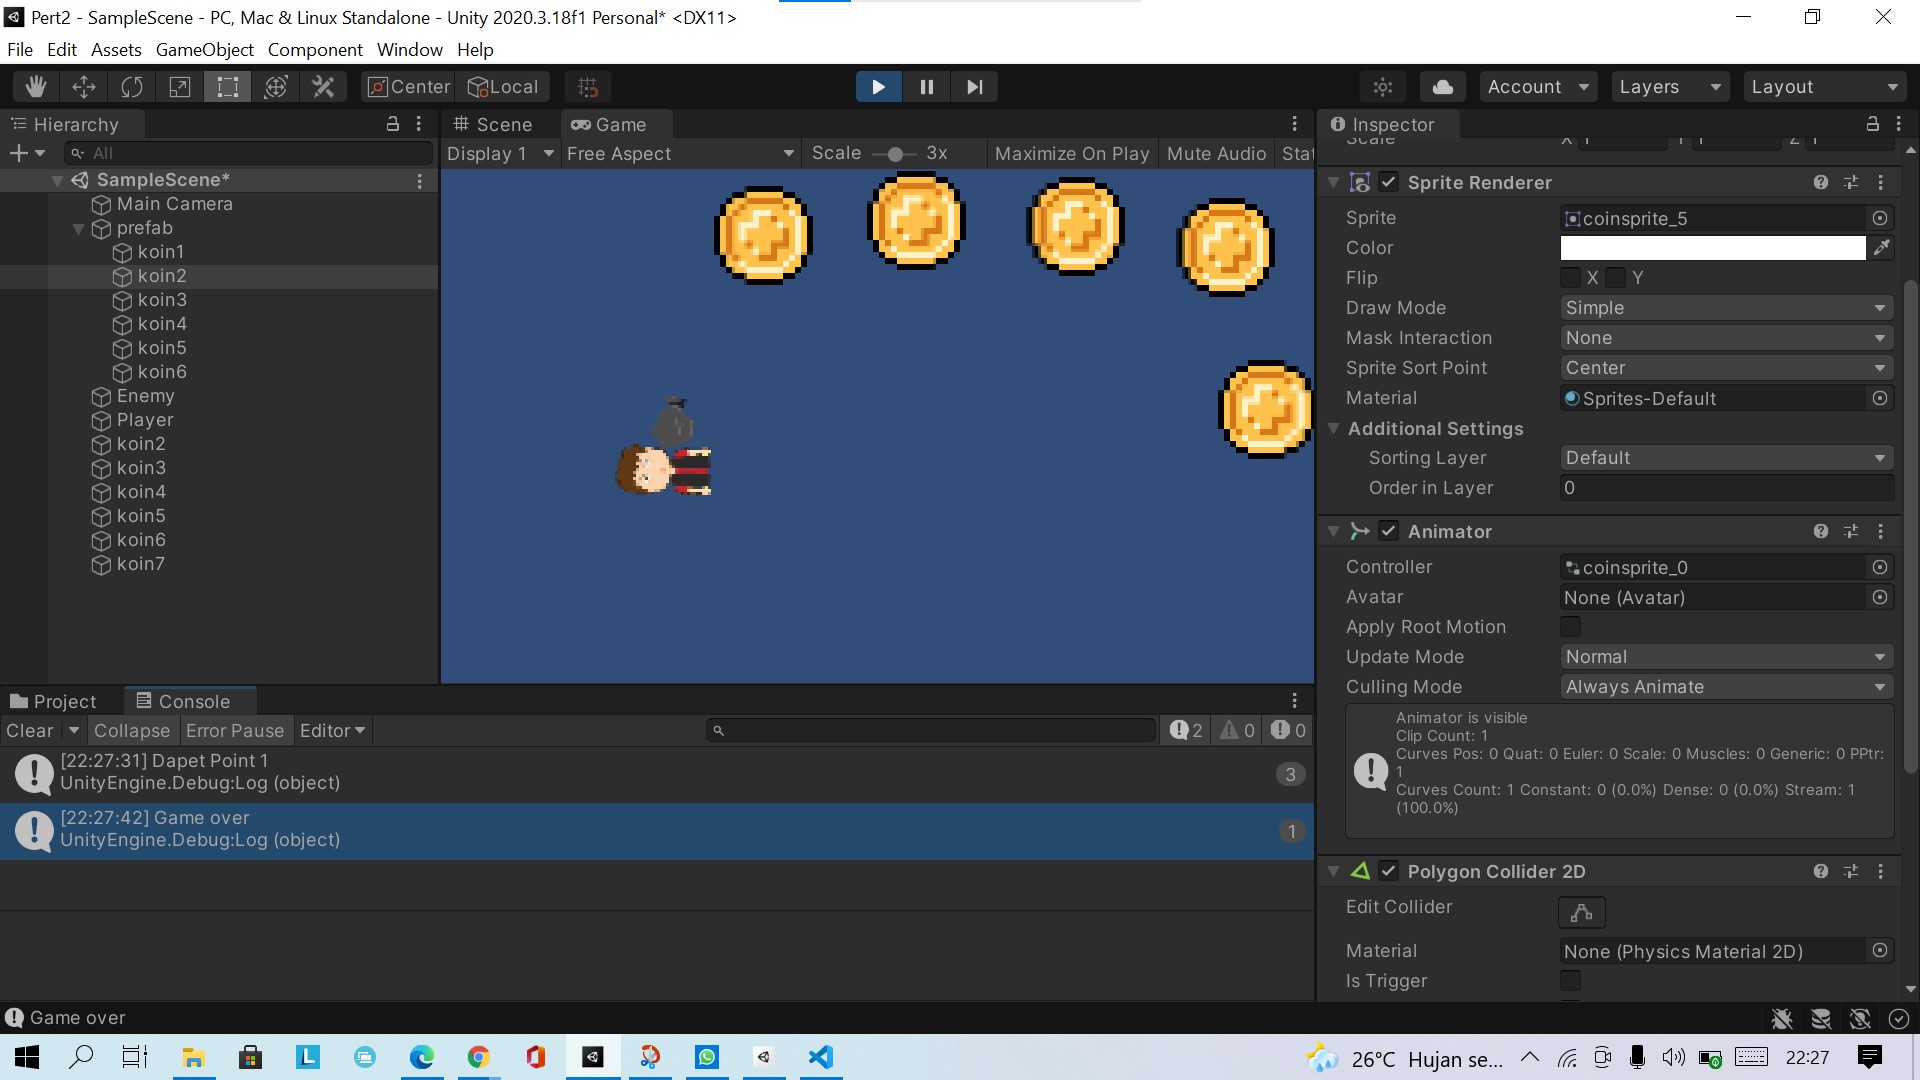 Pert2 - SampleScene - PC, Mac & Linux Standalone - Unity 2020.3.18f1 Personal* <DX11>
File Edit Assets GameObject Component Window Help
Center Local Account Layers Layout
Hierarchy
All
SampleScene*
Main Camera
prefab
koin1
koin2
koin3
koin4
koin5
koin6
Enemy
Player
koin2
koin3
koin4
koin5
koin6
koin7
Scene Game
Display 1 Free Aspect Scale 3x Maximize On Play Mute Audio Stat
Project Console
Clear Collapse Error Pause Editor 2 0 0
[22:27:31] Dapet Point 1
UnityEngine.Debug:Log (object)
3
[22:27:42] Game over
UnityEngine.Debug:Log (object)
1
Inspector
Sprite Renderer
Sprite coinsprite_5
Color
Flip X Y
Draw Mode Simple
Mask Interaction None
Sprite Sort Point Center
Material Sprites-Default
Additional Settings
Sorting Layer Default
Order in Layer 0
Animator
Controller coinsprite_0
Avatar None (Avatar)
Apply Root Motion
Update Mode Normal
Culling Mode Always Animate
Animator is visible
Clip Count: 1
Curves Pos: 0 Quat: 0 Euler: 0 Scale: 0 Muscles: 0 Generic: 0 PPtr:
1
Curves Count: 1 Constant: 0 (0.0%) Dense: 0 (0.0%) Stream: 1
(100.0%)
Polygon Collider 2D
Edit Collider
Material None (Physics Material 2D)
Is Trigger
Game over
26°C Hujan se... 22:27